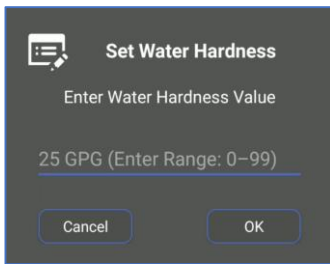 Set Water Hardness
Enter Water Hardness Value
25 GPG (Enter Range: 0–99)
Cancel
OK